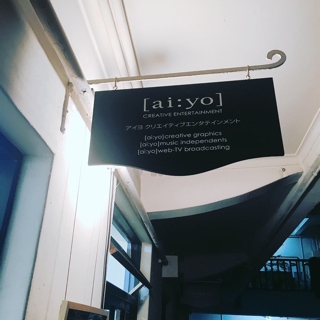 [ai:yo]
CREATIVE ENTERTAINMENT
アイヨ クリエイティブエンタテインメント
[ai:yo]creative graphics
[ai:yo]music independents
[ai:yo]web-TV broadcasting